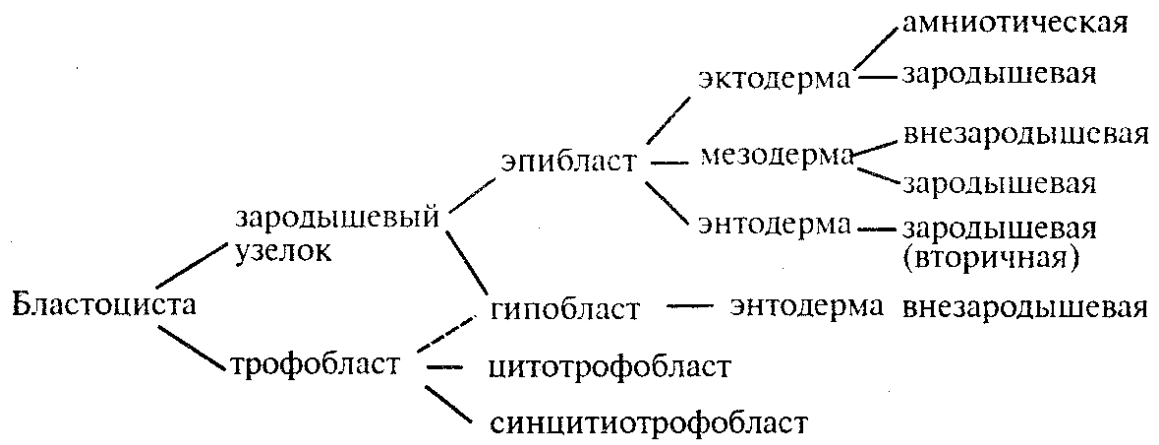 амниотическая
эктодерма
зародышевая
внезародышевая
эпибласт
мезодерма
зародышевая
зародышевый
узелок
энтодерма
зародышевая
(вторичная)
Бластоциста
гипобласт
энтодерма
внезародышевая
трофобласт
цитотрофобласт
синцитиотрофобласт